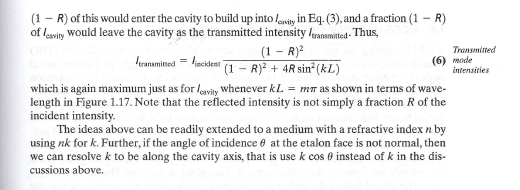 (1 − R) of this would enter the cavity to build up into I_cavity in Eq. (3), and a fraction (1 − R)
of I_cavity would leave the cavity as the transmitted intensity I_transmitted. Thus,
I_transmitted = I_incident (1 − R)² / ((1 − R)² + 4R sin²(kL)) (6) Transmitted mode intensities
which is again maximum just as for I_cavity whenever kL = mπ as shown in terms of wave-
length in Figure 1.17. Note that the reflected intensity is not simply a fraction R of the
incident intensity.
The ideas above can be readily extended to a medium with a refractive index n by
using nk for k. Further, if the angle of incidence θ at the etalon face is not normal, then
we can resolve k to be along the cavity axis, that is use k cos θ instead of k in the dis-
cussions above.